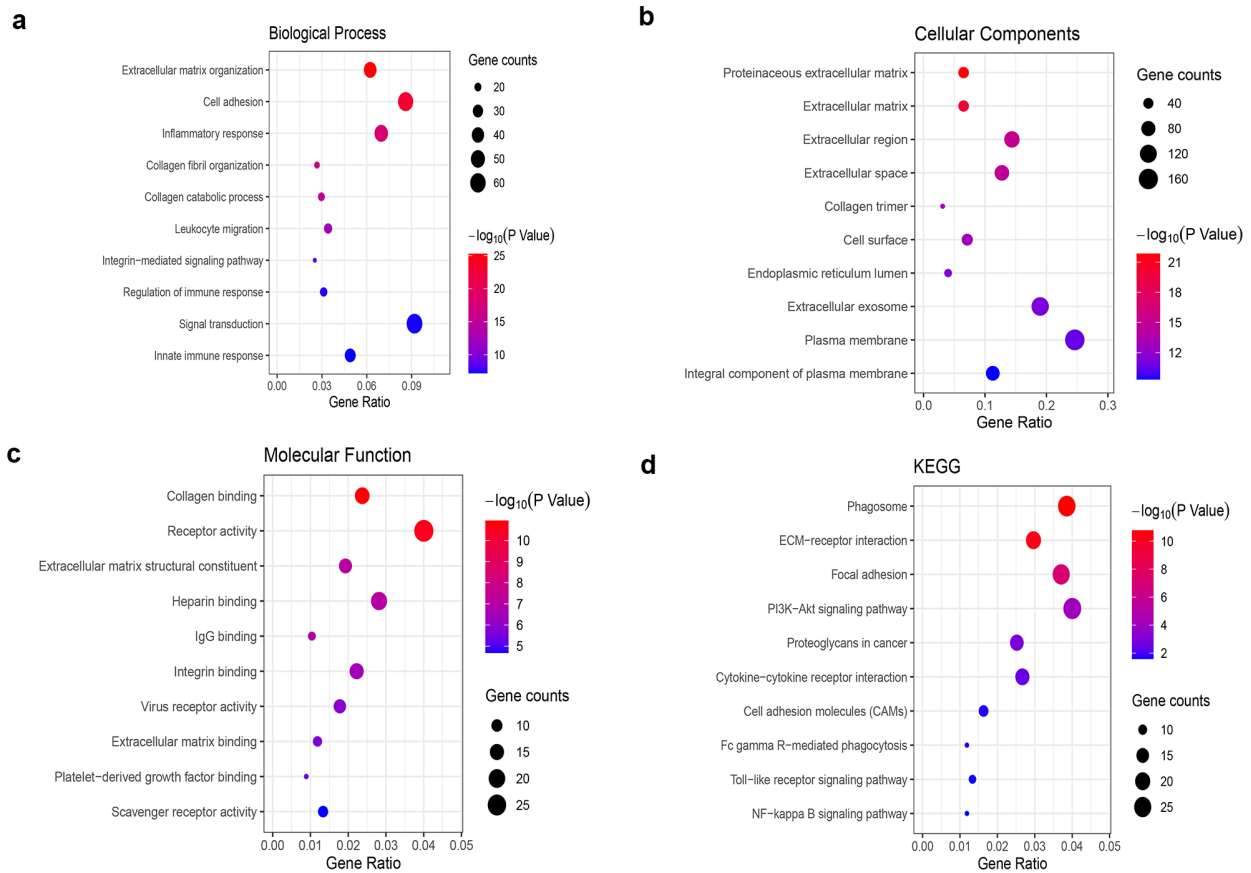 a
Biological Process
Extracellular matrix organization
Cell adhesion
Inflammatory response
Collagen fibril organization
Collagen catabolic process
Leukocyte migration
Integrin−mediated signaling pathway
Regulation of immune response
Signal transduction
Innate immune response
0.00 0.03 0.06 0.09
Gene Ratio
Gene counts
20
30
40
50
60
−log10(P Value)
25
20
15
10
b
Cellular Components
Proteinaceous extracellular matrix
Extracellular matrix
Extracellular region
Extracellular space
Collagen trimer
Cell surface
Endoplasmic reticulum lumen
Extracellular exosome
Plasma membrane
Integral component of plasma membrane
0.0 0.1 0.2 0.3
Gene Ratio
Gene counts
40
80
120
160
−log10(P Value)
21
18
15
12
c
Molecular Function
Collagen binding
Receptor activity
Extracellular matrix structural constituent
Heparin binding
IgG binding
Integrin binding
Virus receptor activity
Extracellular matrix binding
Platelet−derived growth factor binding
Scavenger receptor activity
0.00 0.01 0.02 0.03 0.04 0.05
Gene Ratio
−log10(P Value)
10
9
8
7
6
5
Gene counts
10
15
20
25
d
KEGG
Phagosome
ECM−receptor interaction
Focal adhesion
PI3K−Akt signaling pathway
Proteoglycans in cancer
Cytokine−cytokine receptor interaction
Cell adhesion molecules (CAMs)
Fc gamma R−mediated phagocytosis
Toll−like receptor signaling pathway
NF−kappa B signaling pathway
0.00 0.01 0.02 0.03 0.04 0.05
Gene Ratio
−log10(P Value)
10
8
6
4
2
Gene counts
10
15
20
25